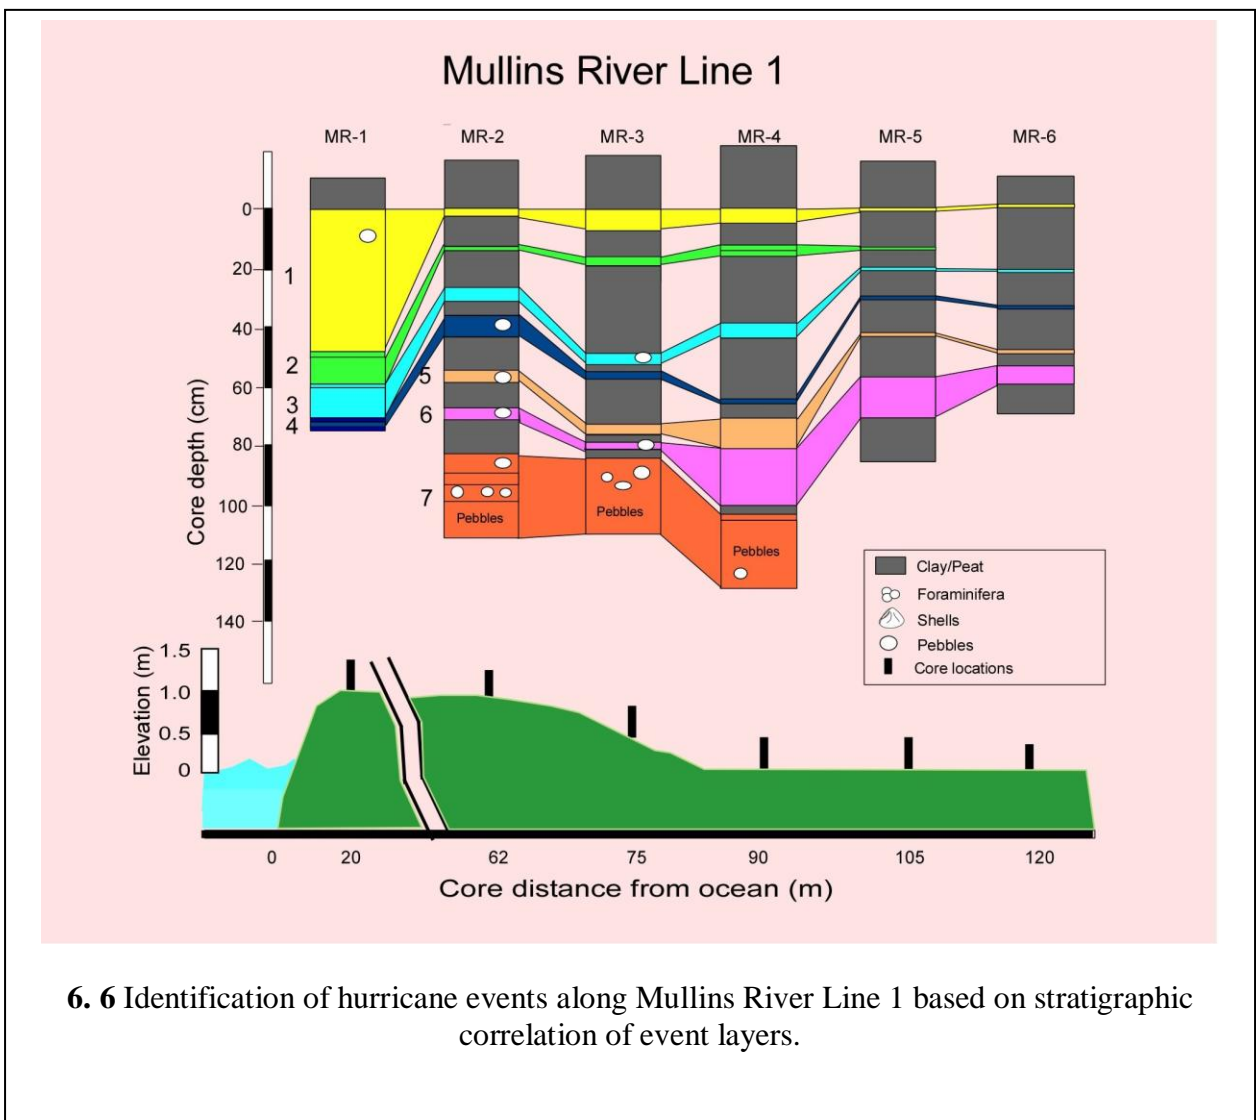 Mullins River Line 1
MR-1 MR-2 MR-3 MR-4 MR-5 MR-6
Core depth (cm)
0
20
40
60
80
100
120
140
1
2
3
4
5
6
7
Pebbles
Pebbles
Pebbles
Clay/Peat
Foraminifera
Shells
Pebbles
Core locations
Elevation (m)
1.5
1.0
0.5
0
0 20 62 75 90 105 120
Core distance from ocean (m)
6. 6 Identification of hurricane events along Mullins River Line 1 based on stratigraphic
correlation of event layers.